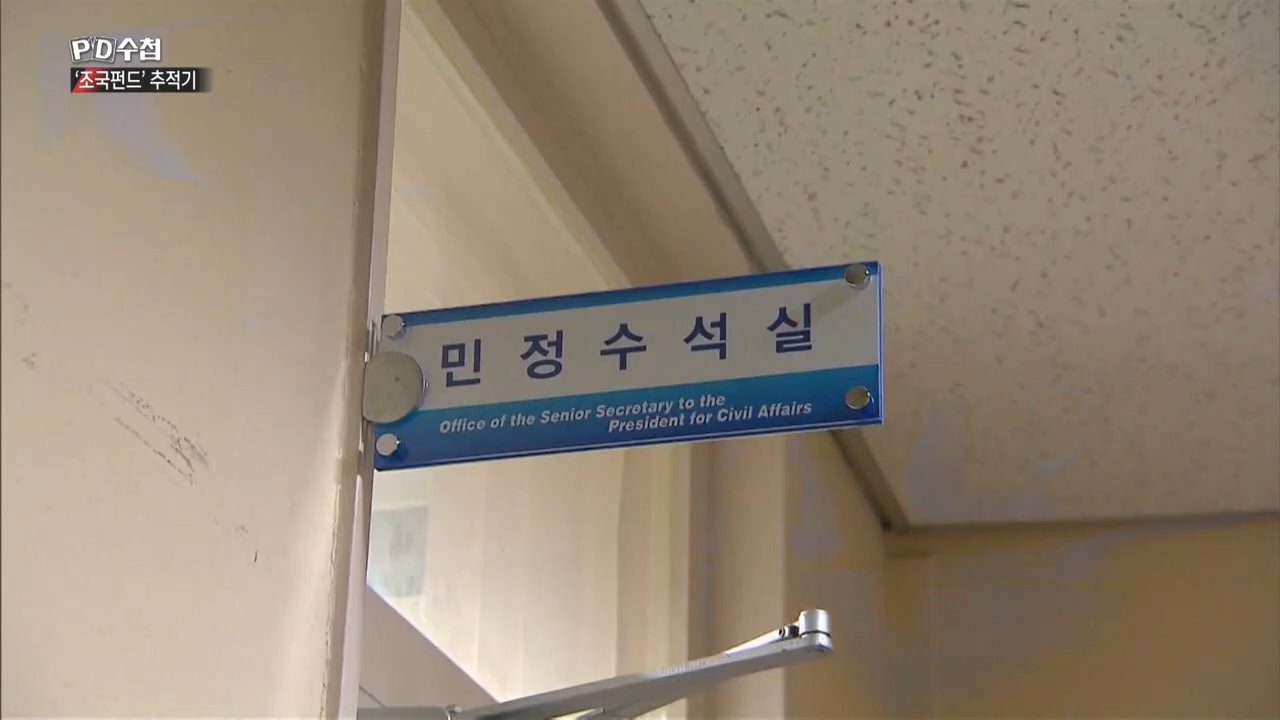 PD수첩
'조국펀드' 추적기
민정수석실
Office of the Senior Secretary to the
President for Civil Affairs